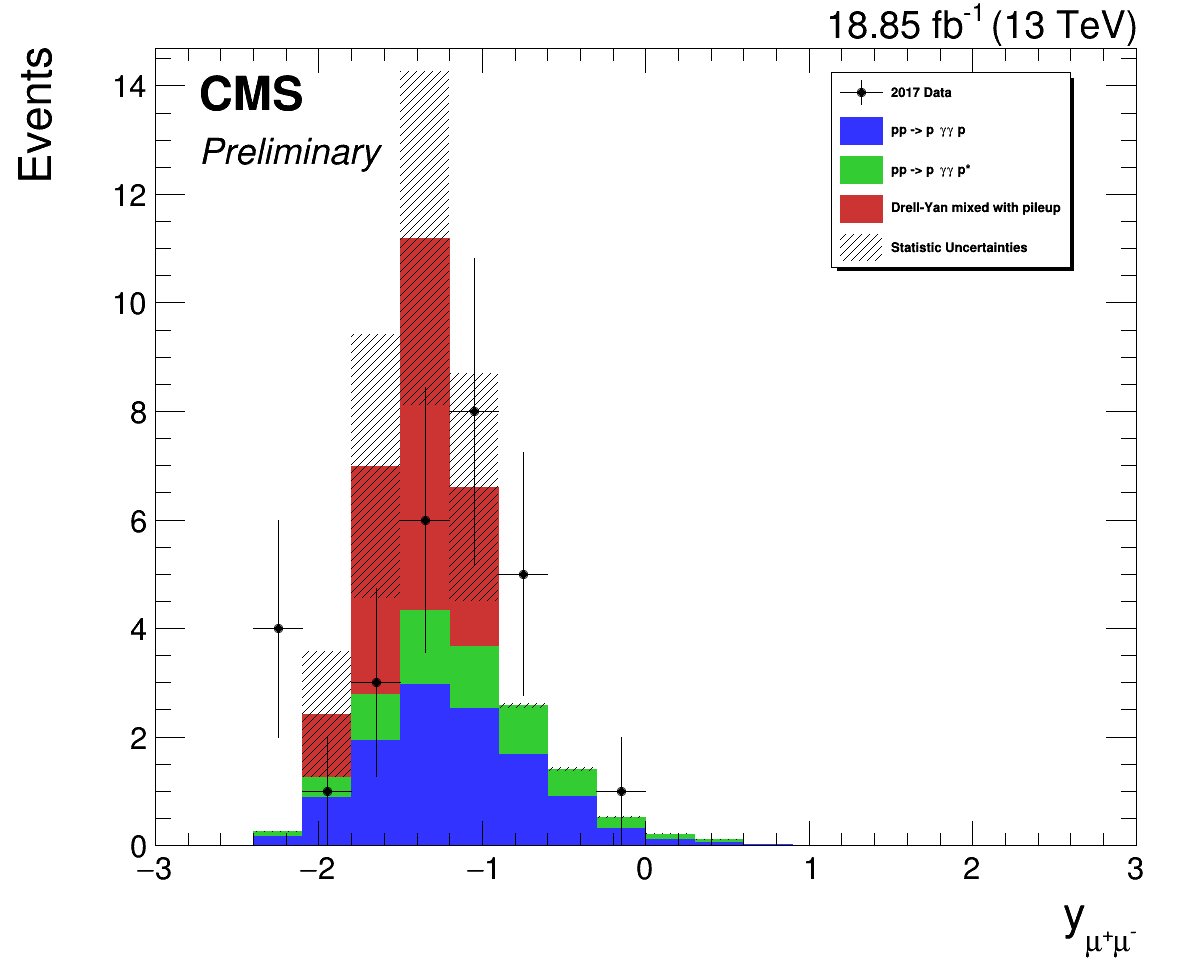 18.85 fb⁻¹ (13 TeV)
Events
CMS
Preliminary
2017 Data
pp -> p γγ p
pp -> p γγ p*
Drell-Yan mixed with pileup
Statistic Uncertainties
14
12
10
8
6
4
2
0
−3 −2 −1 0 1 2 3
y μ⁺μ⁻